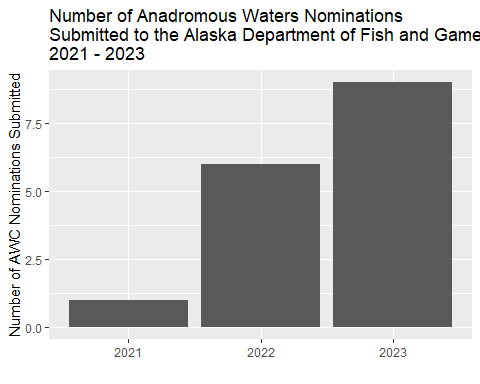 Number of Anadromous Waters Nominations
Submitted to the Alaska Department of Fish and Game
2021 - 2023
Number of AWC Nominations Submitted
7.5
5.0
2.5
0.0
2021
2022
2023